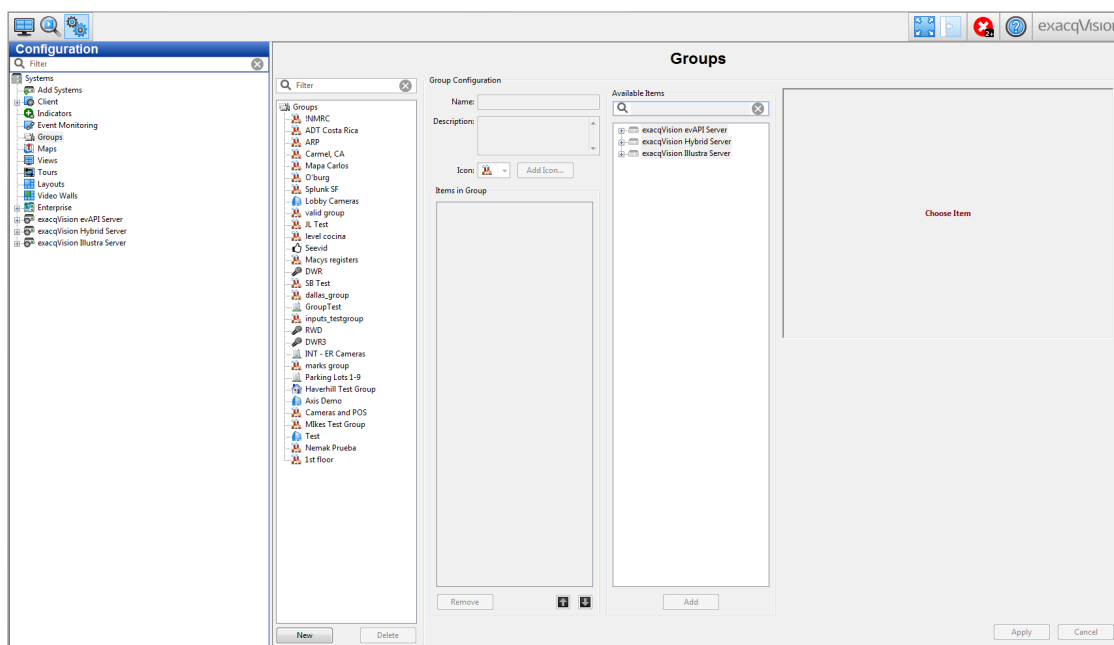 exacqVision
Configuration
Filter
Systems
Add Systems
Client
Indicators
Event Monitoring
Groups
Maps
Views
Tours
Layouts
Video Walls
Enterprise
exacqVision evAPI Server
exacqVision Hybrid Server
exacqVision Illustra Server
Groups
Filter
Groups
!NMRC
ADT Costa Rica
ARP
Carmel, CA
Mapa Carlos
O'burg
Splunk SF
Lobby Cameras
valid group
JL Test
level cocina
Seevid
Macys registers
DWR
SB Test
dallas_group
GroupTest
inputs_testgroup
RWD
DWR3
INT - ER Cameras
marks group
Parking Lots 1-9
Haverhill Test Group
Axis Demo
Cameras and POS
MIkes Test Group
Test
Nemak Prueba
1st floor
New Delete
Group Configuration
Name:
Description:
Icon: Add Icon...
Items in Group
Remove
Available Items
exacqVision evAPI Server
exacqVision Hybrid Server
exacqVision Illustra Server
Add
Choose Item
Apply Cancel